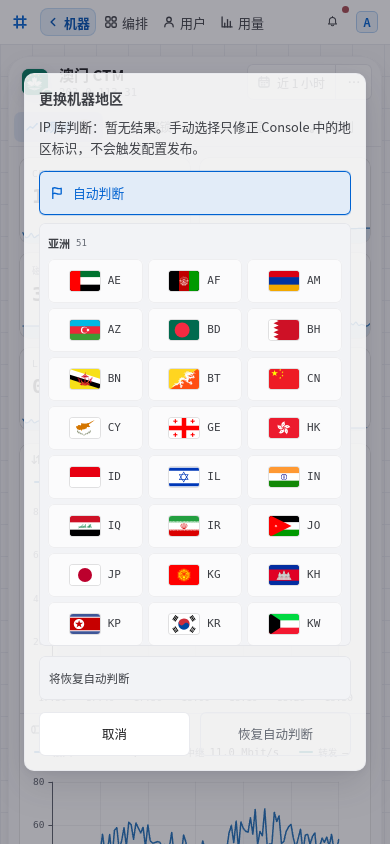 机器
编排
用户
用量
A
澳门 CTM
近 1 小时
更换机器地区
IP 库判断：暂无结果。手动选择只修正 Console 中的地
区标识，不会触发配置发布。
自动判断
亚洲 51
AE
AF
AM
AZ
BD
BH
BN
BT
CN
CY
GE
HK
ID
IL
IN
IQ
IR
JO
JP
KG
KH
KP
KR
KW
将恢复自动判断
取消
恢复自动判断
11.0 Mbit/s
80
60